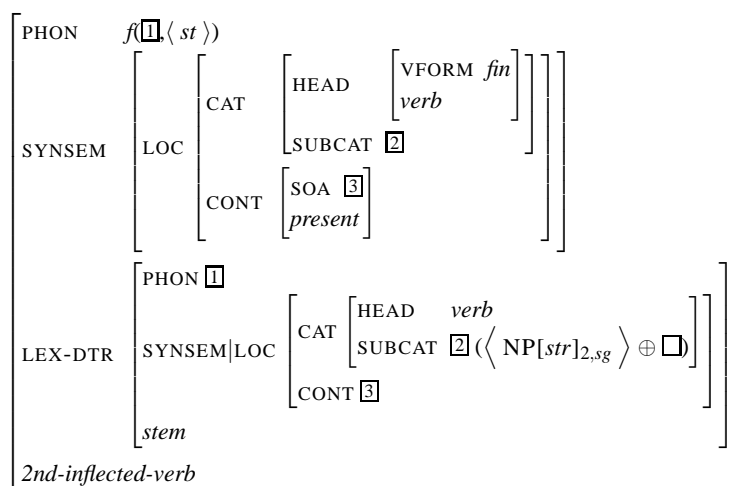 PHON f(1,⟨ st ⟩)
SYNSEM LOC CAT HEAD VFORM fin
verb
SUBCAT 2
CONT SOA 3
present
LEX-DTR PHON 1
SYNSEM|LOC CAT HEAD verb
SUBCAT 2 (⟨ NP[str]2,sg ⟩ ⊕ □)
CONT 3
stem
2nd-inflected-verb